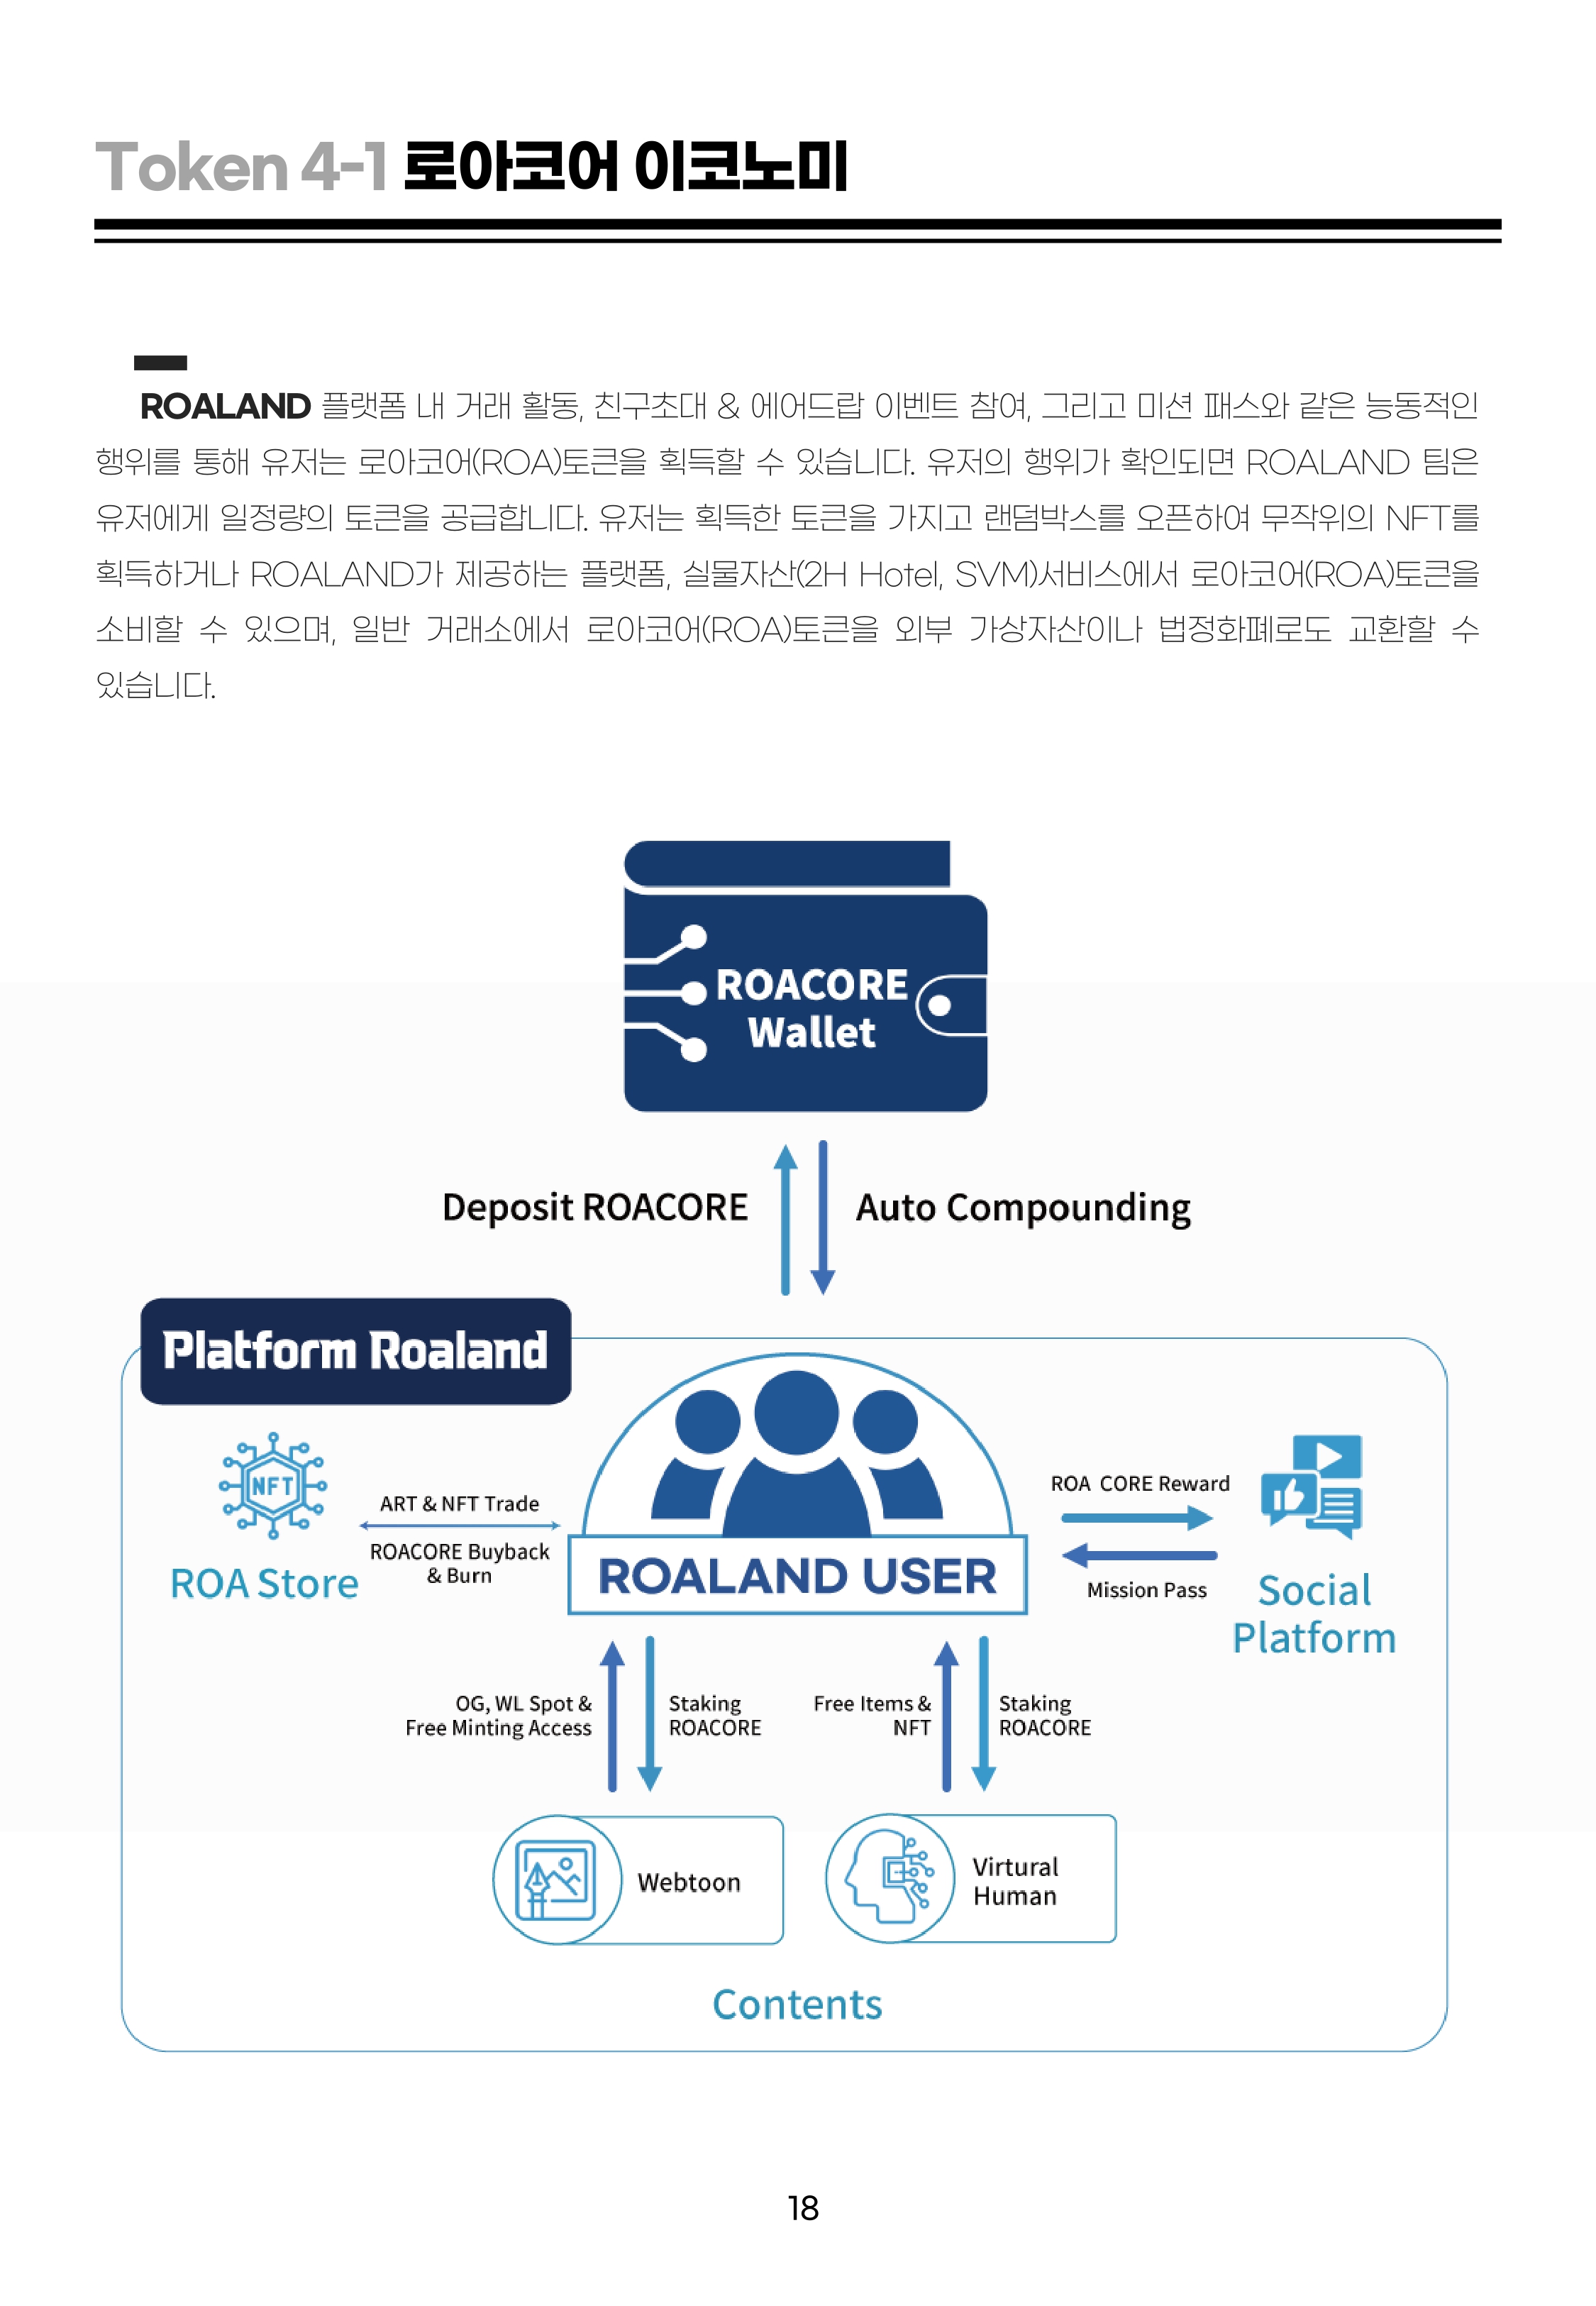 Token 4-1 로아코어 이코노미
ROALAND 플랫폼 내 거래 활동, 친구초대 & 에어드랍 이벤트 참여, 그리고 미션 패스와 같은 능동적인
행위를 통해 유저는 로아코어(ROA)토큰을 획득할 수 있습니다. 유저의 행위가 확인되면 ROALAND 팀은
유저에게 일정량의 토큰을 공급합니다. 유저는 획득한 토큰을 가지고 랜덤박스를 오픈하여 무작위의 NFT를
획득하거나 ROALAND가 제공하는 플랫폼, 실물자산(2H Hotel, SVM)서비스에서 로아코어(ROA)토큰을
소비할 수 있으며, 일반 거래소에서 로아코어(ROA)토큰을 외부 가상자산이나 법정화폐로도 교환할 수
있습니다.
ROACORE
Wallet
Deposit ROACORE
Auto Compounding
Platform Roaland
NFT
ROA Store
ART & NFT Trade
ROACORE Buyback
& Burn
ROALAND USER
ROA CORE Reward
Mission Pass
Social
Platform
OG, WL Spot &
Free Minting Access
Staking
ROACORE
Free Items &
NFT
Staking
ROACORE
Webtoon
Virtural
Human
Contents
18